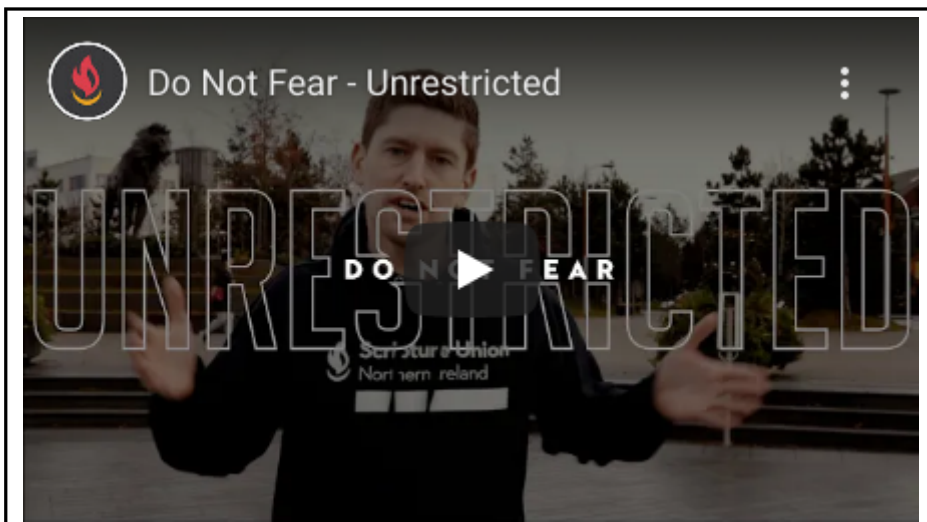 Do Not Fear - Unrestricted
UNRESTRICTED
DO NOT FEAR
Scripture Union
Northern Ireland